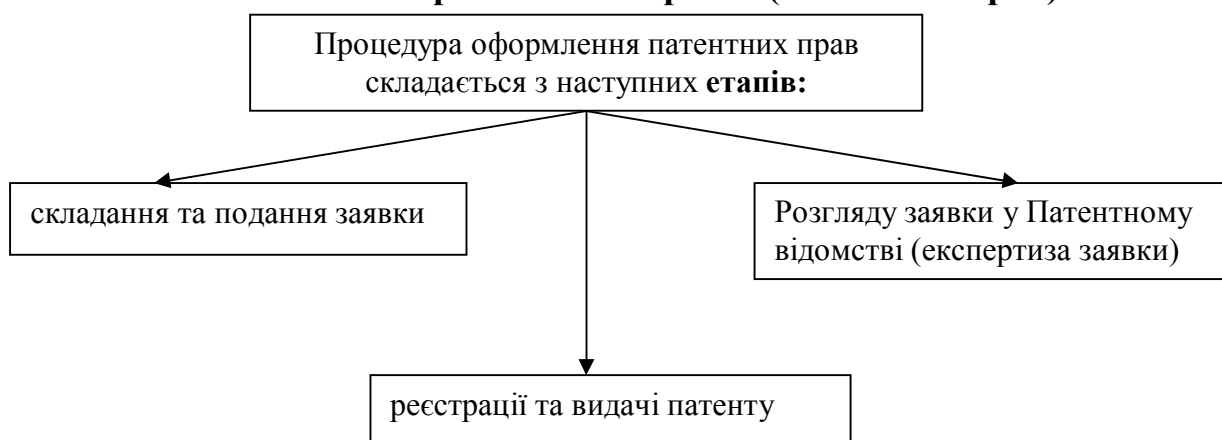 Процедура оформлення патентних прав
складається з наступних етапів:
складання та подання заявки
Розгляду заявки у Патентному
відомстві (експертиза заявки)
реєстрації та видачі патенту